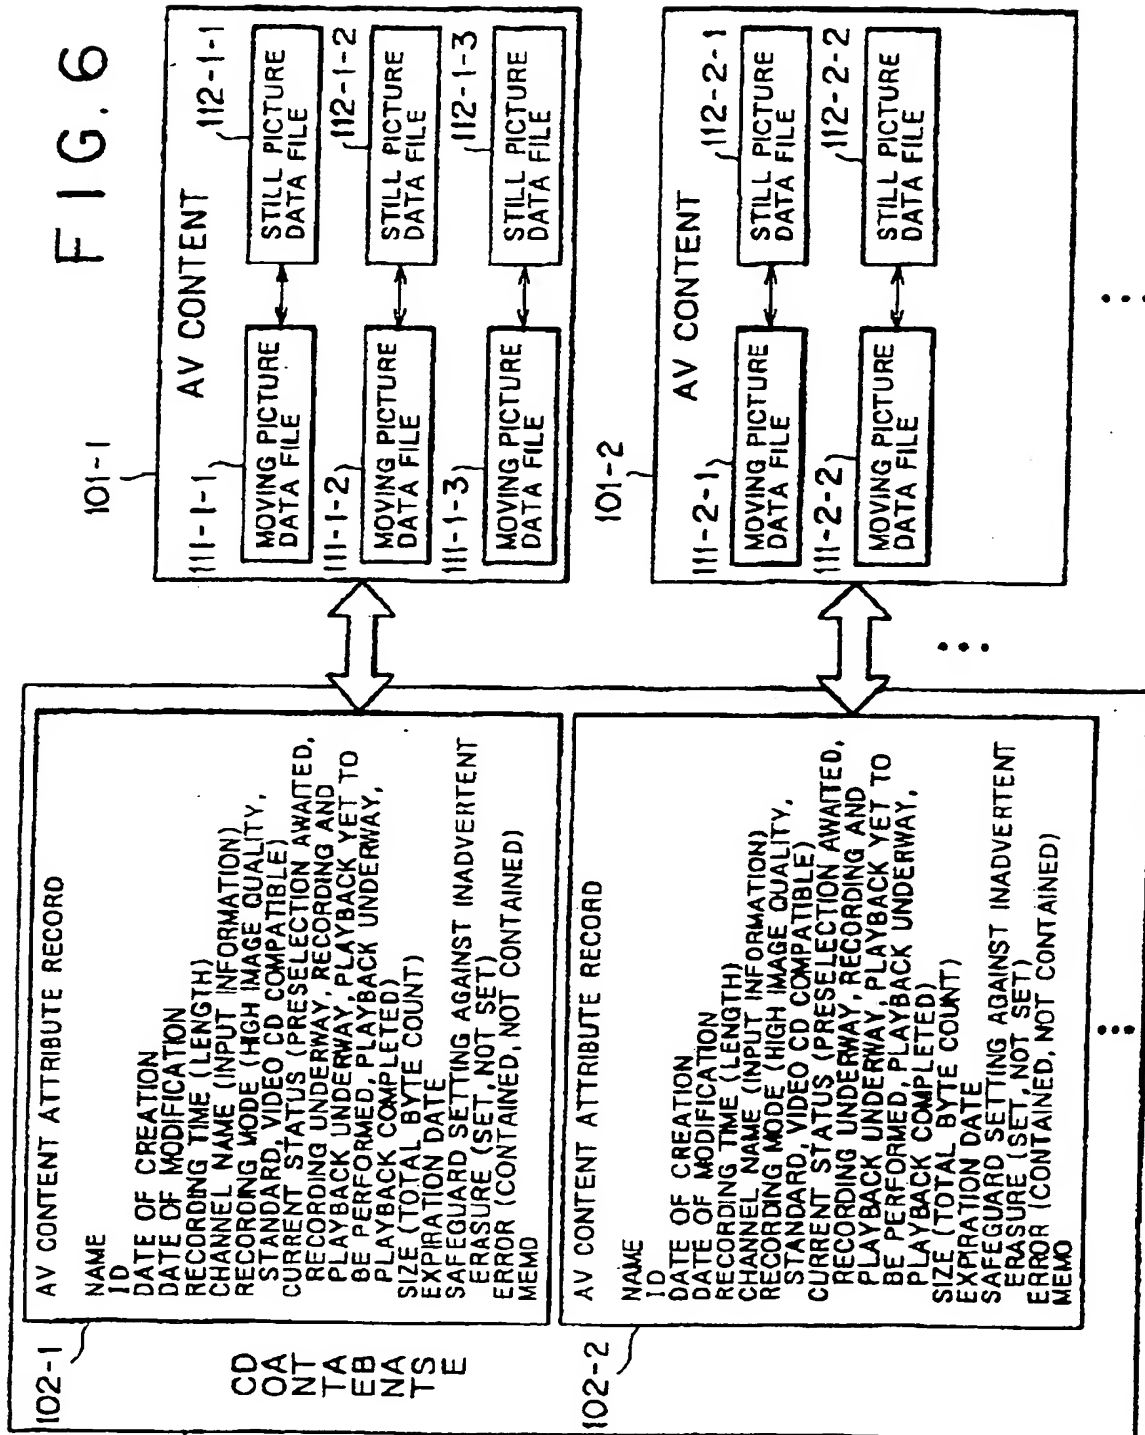 FIG. 6
102-1
AV CONTENT ATTRIBUTE RECORD
NAME
ID
DATE OF CREATION
DATE OF MODIFICATION
RECORDING TIME (LENGTH)
CHANNEL NAME (INPUT INFORMATION)
RECORDING MODE (HIGH IMAGE QUALITY,
STANDARD, VIDEO CD COMPATIBLE)
CURRENT STATUS (PRESELECTION AWAITED,
RECORDING UNDERWAY, RECORDING AND
PLAYBACK UNDERWAY, PLAYBACK YET TO
BE PERFORMED, PLAYBACK UNDERWAY,
PLAYBACK COMPLETED)
SIZE (TOTAL BYTE COUNT)
EXPIRATION DATE
SAFEGUARD SETTING AGAINST INADVERTENT
ERASURE (SET, NOT SET)
ERROR (CONTAINED, NOT CONTAINED)
MEMO
CONTENT
DATABASE
101-1
AV CONTENT
111-1-1
MOVING PICTURE
DATA FILE
112-1-1
STILL PICTURE
DATA FILE
111-1-2
MOVING PICTURE
DATA FILE
112-1-2
STILL PICTURE
DATA FILE
111-1-3
MOVING PICTURE
DATA FILE
112-1-3
STILL PICTURE
DATA FILE
102-2
AV CONTENT ATTRIBUTE RECORD
NAME
ID
DATE OF CREATION
DATE OF MODIFICATION
RECORDING TIME (LENGTH)
CHANNEL NAME (INPUT INFORMATION)
RECORDING MODE (HIGH IMAGE QUALITY,
STANDARD, VIDEO CD COMPATIBLE)
CURRENT STATUS (PRESELECTION AWAITED,
RECORDING UNDERWAY, RECORDING AND
PLAYBACK UNDERWAY, PLAYBACK YET TO
BE PERFORMED, PLAYBACK UNDERWAY,
PLAYBACK COMPLETED)
SIZE (TOTAL BYTE COUNT)
EXPIRATION DATE
SAFEGUARD SETTING AGAINST INADVERTENT
ERASURE (SET, NOT SET)
ERROR (CONTAINED, NOT CONTAINED)
MEMO
101-2
AV CONTENT
111-2-1
MOVING PICTURE
DATA FILE
112-2-1
STILL PICTURE
DATA FILE
111-2-2
MOVING PICTURE
DATA FILE
112-2-2
STILL PICTURE
DATA FILE